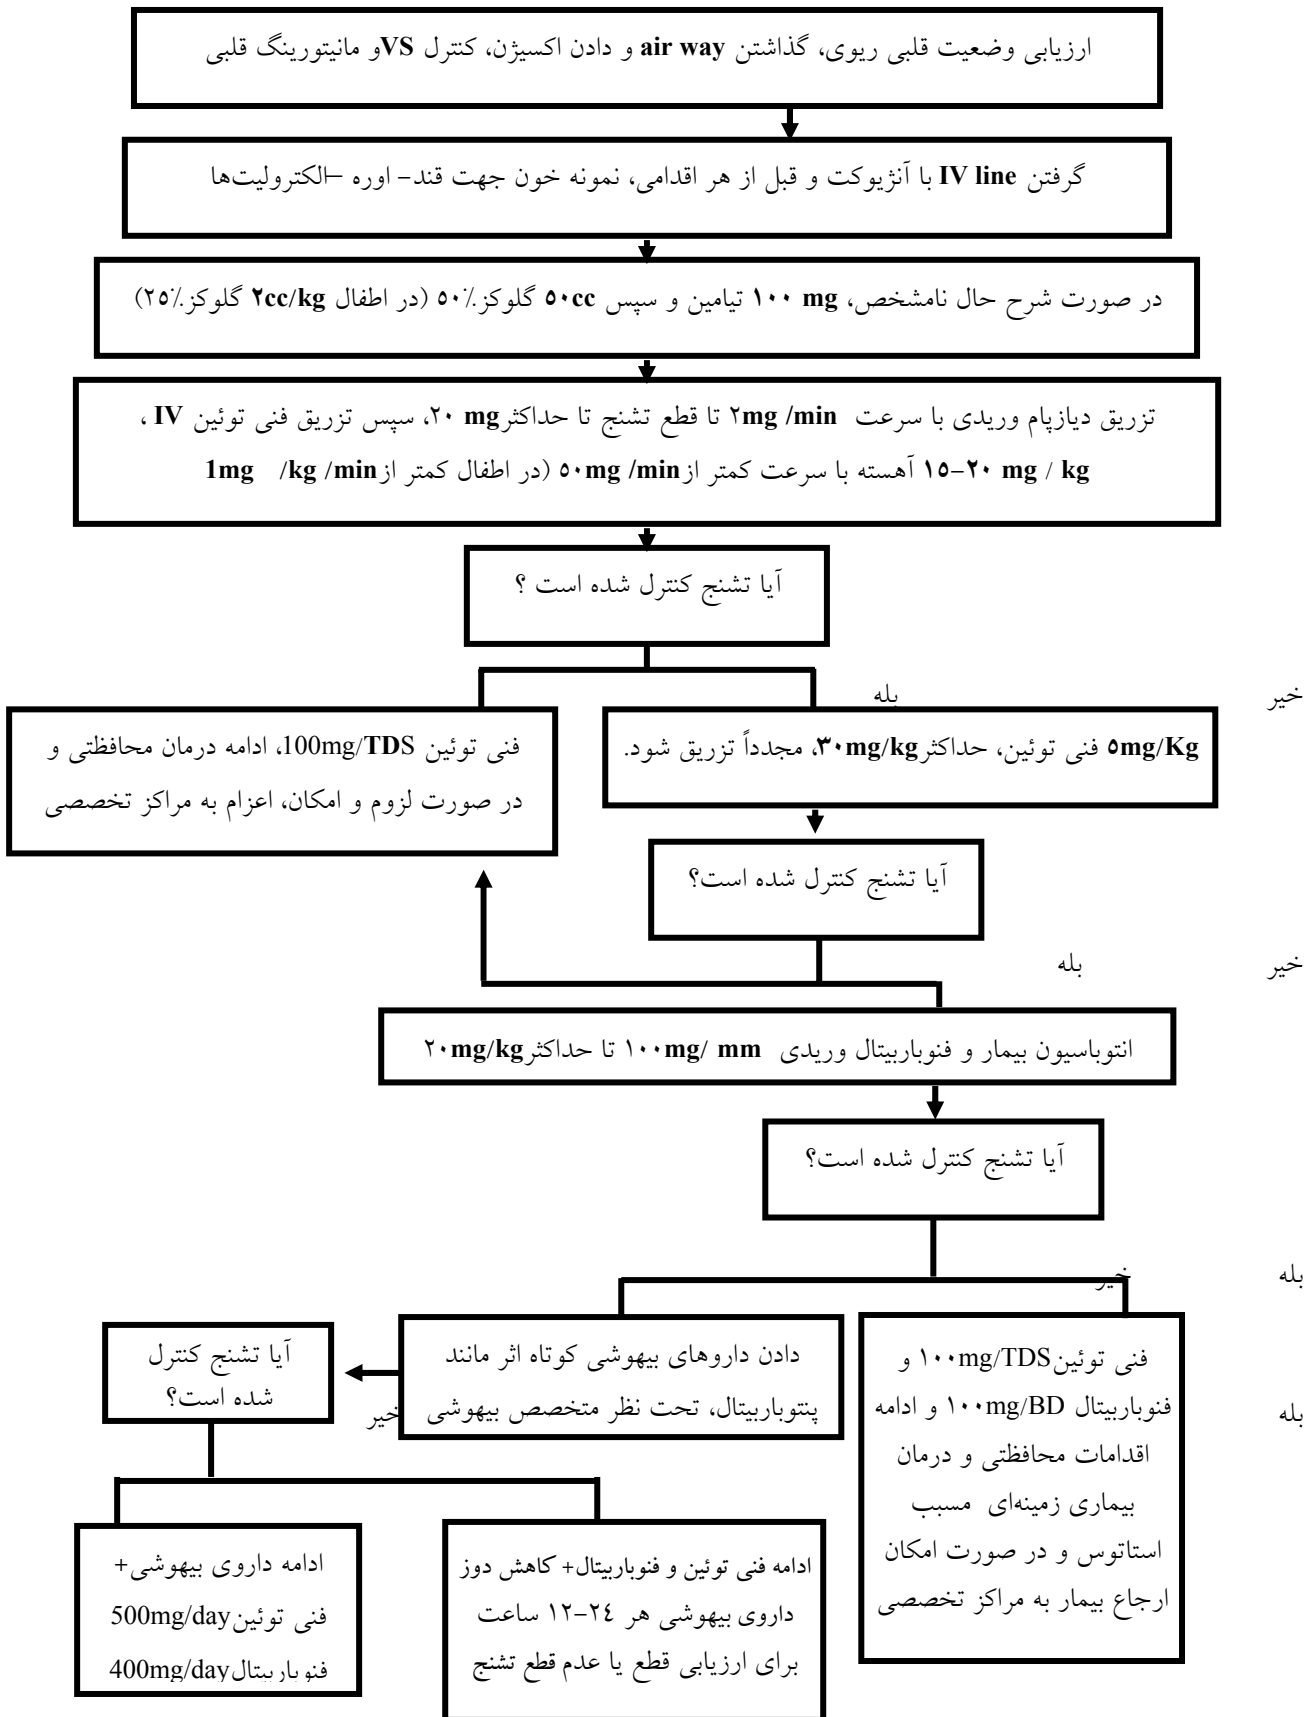 ارزیابی وضعیت قلبی ریوی، گذاشتن air way و دادن اکسیژن، کنترل VSو مانیتورینگ قلبی
گرفتن IV line با آنژیوکت و قبل از هر اقدامی، نمونه خون جهت قند– اوره –الکترولیت‌ها
در صورت شرح حال نامشخص، ۱۰۰ mg تیامین و سپس ۵۰cc گلوکز٪۵۰ (در اطفال ۲cc/kg گلوکز٪۲۵)
تزریق دیازپام وریدی با سرعت ۲mg /min تا قطع تشنج تا حداکثر۲۰ mg، سپس تزریق فنی توئین IV ،
۱۵–۲۰ mg / kg آهسته با سرعت کمتر از۵۰mg /min (در اطفال کمتر از1mg /kg /min
آیا تشنج کنترل شده است ؟
خیر
بله
۵mg/Kg فنی توئین، حداکثر۳۰mg/kg، مجدداً تزریق شود.
فنی توئین 100mg/TDS، ادامه درمان محافظتی و
در صورت لزوم و امکان، اعزام به مراکز تخصصی
آیا تشنج کنترل شده است؟
خیر
بله
انتوباسیون بیمار و فنوباربیتال وریدی ۱۰۰mg/ mm تا حداکثر۲۰mg/kg
آیا تشنج کنترل شده است؟
بله
خیر
فنی توئین۱۰۰mg/TDS و
فنوباربیتال ۱۰۰mg/BD و ادامه
اقدامات محافظتی و درمان
بیماری زمینه‌ای مسبب
استاتوس و در صورت امکان
ارجاع بیمار به مراکز تخصصی
دادن داروهای بیهوشی کوتاه اثر مانند
پنتوباربیتال، تحت نظر متخصص بیهوشی
آیا تشنج کنترل
شده است؟
بله
خیر
ادامه فنی توئین و فنوباربیتال+ کاهش دوز
داروی بیهوشی هر ۲٤–۱۲ ساعت
برای ارزیابی قطع یا عدم قطع تشنج
ادامه داروی بیهوشی+
فنی توئین500mg/day
فنوباربیتال400mg/day